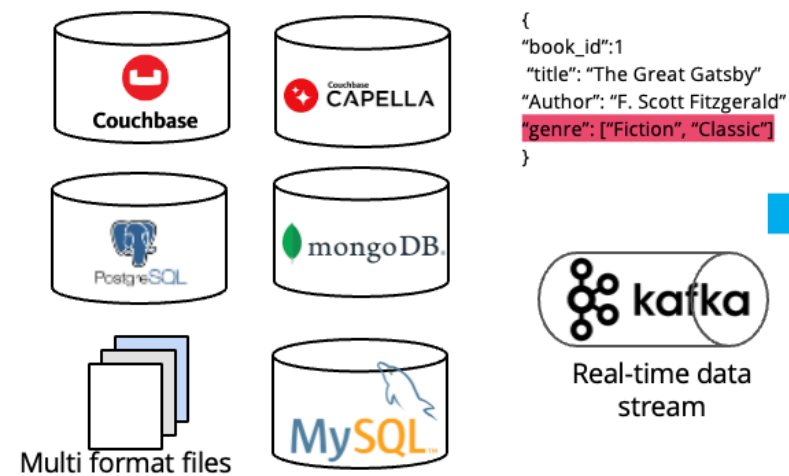 Couchbase
Couchbase
CAPELLA
PostgreSQL
mongoDB.
Multi format files
MySQL™
{
“book_id”:1
“title”: “The Great Gatsby”
“Author”: “F. Scott Fitzgerald”
“genre”: [“Fiction”, “Classic”]
}
kafka
Real-time data
stream